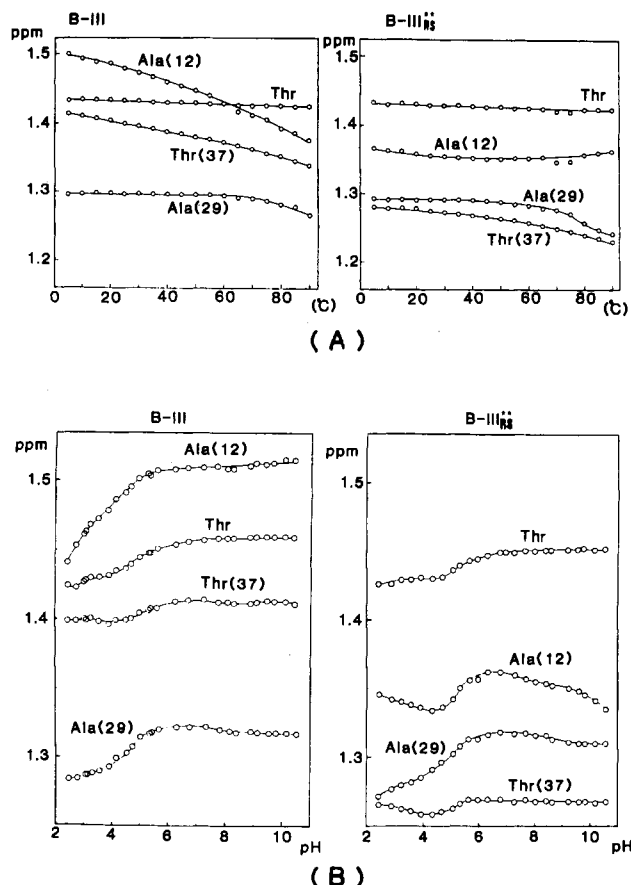 B-III
B-III RS
ppm
ppm
1.5
1.4
1.3
1.2
Ala(12)
Thr
Thr(37)
Ala(29)
0 20 40 60 80 (℃)
1.5
1.4
1.3
1.2
Thr
Ala(12)
Ala(29)
Thr(37)
0 20 40 60 80 (℃)
(A)
B-III
B-III RS
ppm
ppm
1.5
1.4
1.3
Ala(12)
Thr
Thr(37)
Ala(29)
2 4 6 8 10 pH
1.5
1.4
1.3
Thr
Ala(12)
Ala(29)
Thr(37)
2 4 6 8 10 pH
(B)